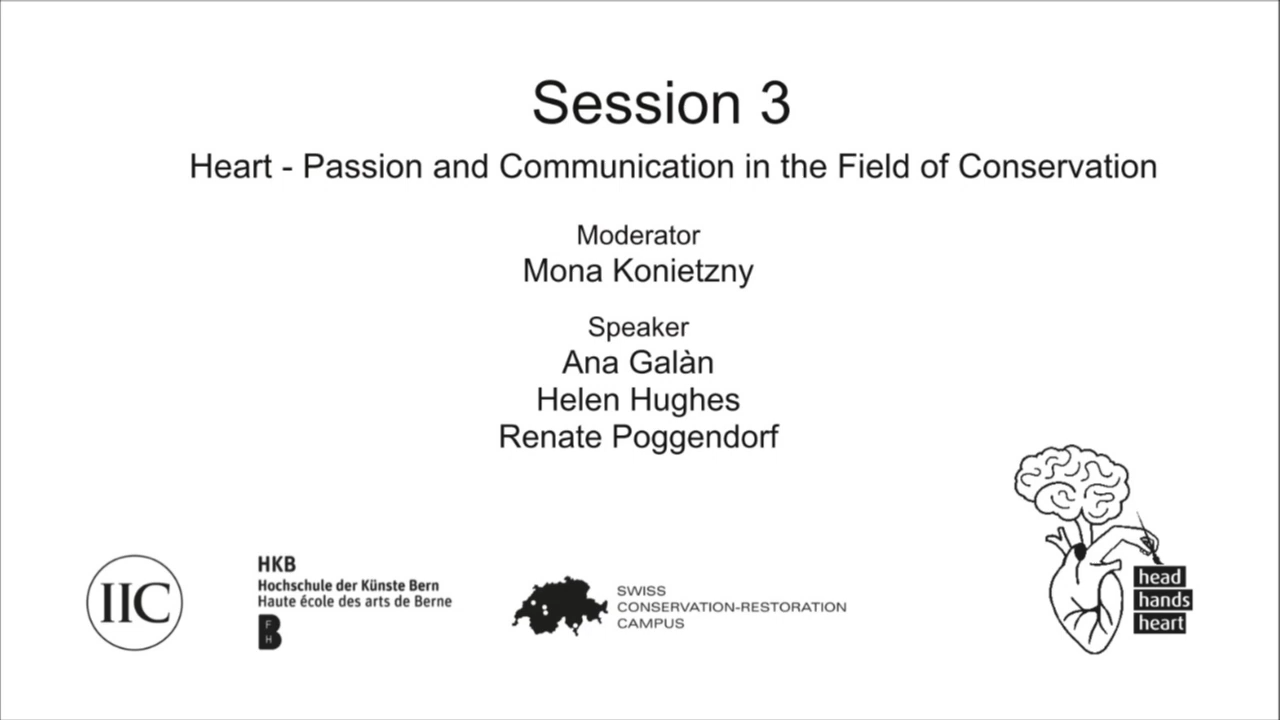 Session 3
Heart - Passion and Communication in the Field of Conservation
Moderator
Mona Konietzny
Speaker
Ana Galàn
Helen Hughes
Renate Poggendorf
IIC
HKB
Hochschule der Künste Bern
Haute école des arts de Berne
B
F
H
SWISS
CONSERVATION-RESTORATION
CAMPUS
head
hands
heart